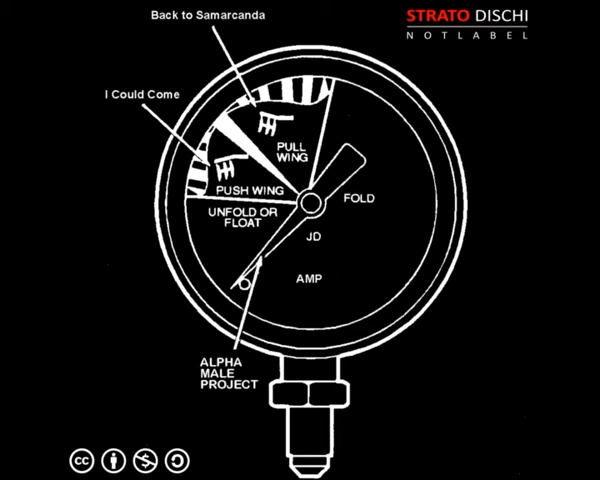 Back to Samarcanda
STRATO DISCHI
NOTLABEL
I Could Come
PULL
WING
PUSH WING
UNFOLD OR
FLOAT
FOLD
JD
AMP
ALPHA
MALE
PROJECT
cc